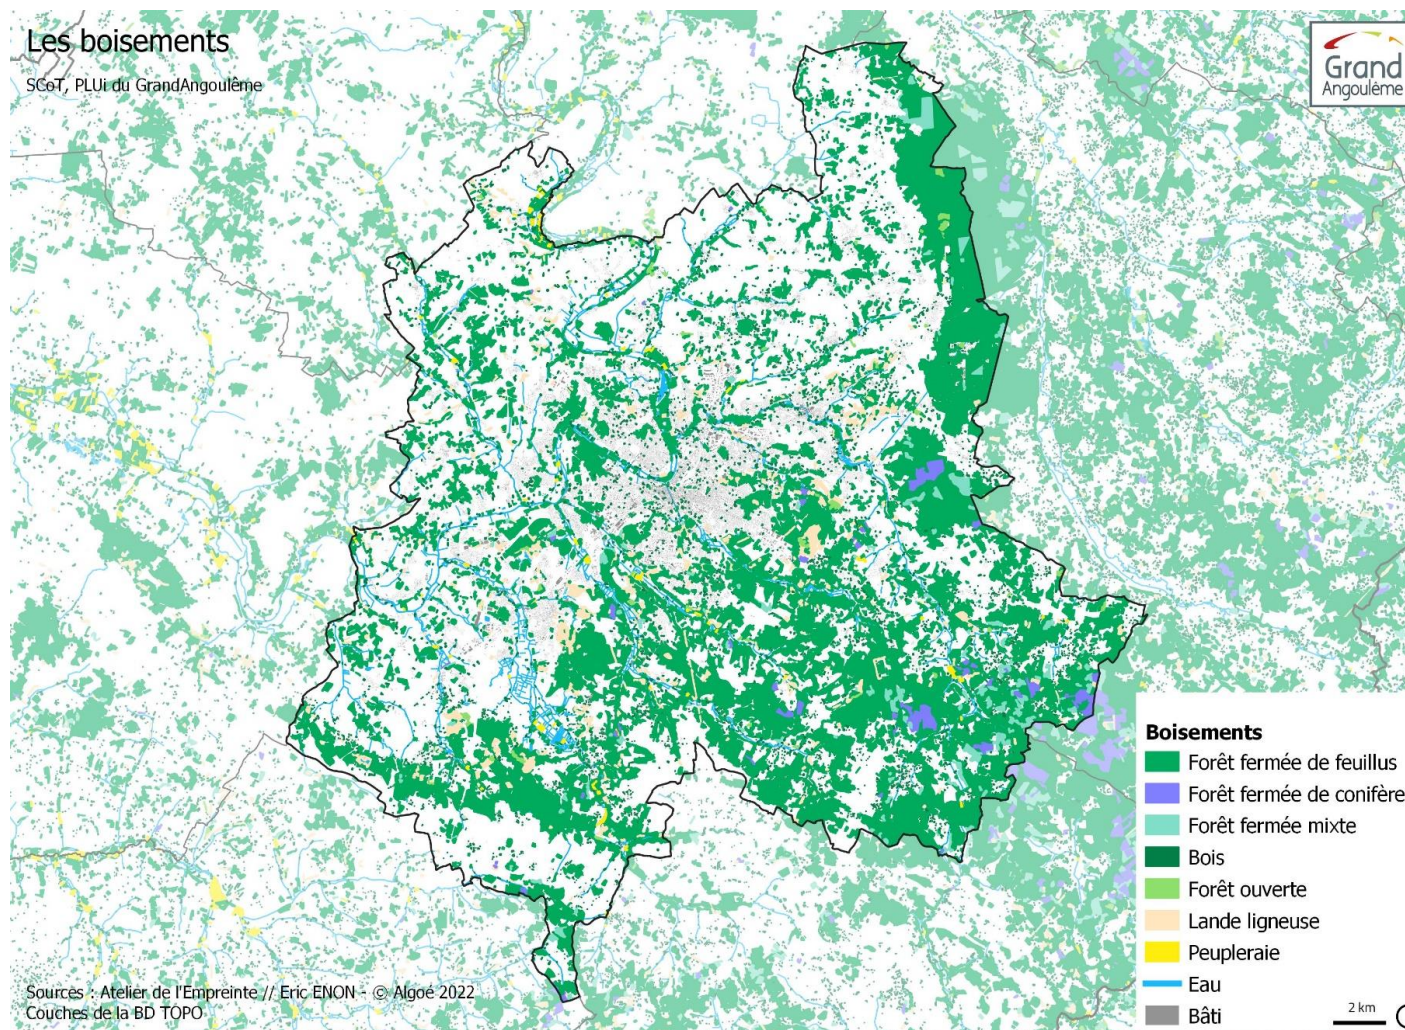 Les boisements
SCoT, PLUi du GrandAngoulême
Grand
Angoulême
Boisements
Forêt fermée de feuillus
Forêt fermée de conifère
Forêt fermée mixte
Bois
Forêt ouverte
Lande ligneuse
Peupleraie
Eau
Bâti
2 km
Sources : Atelier de l'Empreinte // Eric ENON - © Algoé 2022
Couches de la BD TOPO